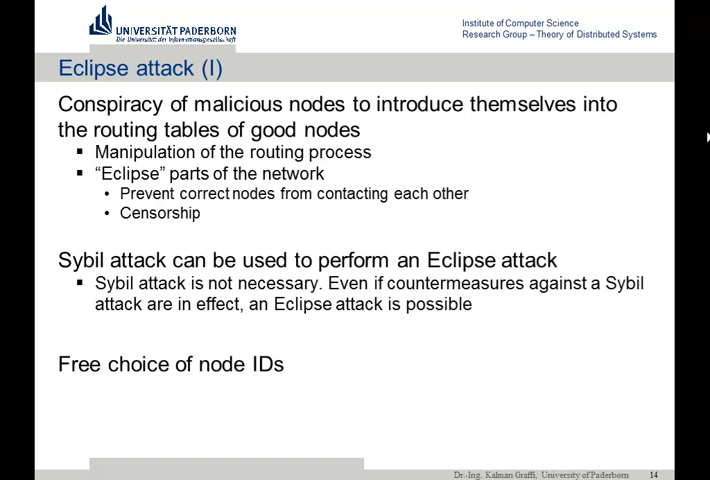 UNIVERSITÄT PADERBORN
Die Universität der Informationsgesellschaft
Institute of Computer Science
Research Group – Theory of Distributed Systems
Eclipse attack (I)
Conspiracy of malicious nodes to introduce themselves into
the routing tables of good nodes
▪ Manipulation of the routing process
▪ “Eclipse” parts of the network
• Prevent correct nodes from contacting each other
• Censorship
Sybil attack can be used to perform an Eclipse attack
▪ Sybil attack is not necessary. Even if countermeasures against a Sybil
attack are in effect, an Eclipse attack is possible
Free choice of node IDs
Dr.-Ing. Kalman Graffi, University of Paderborn 14